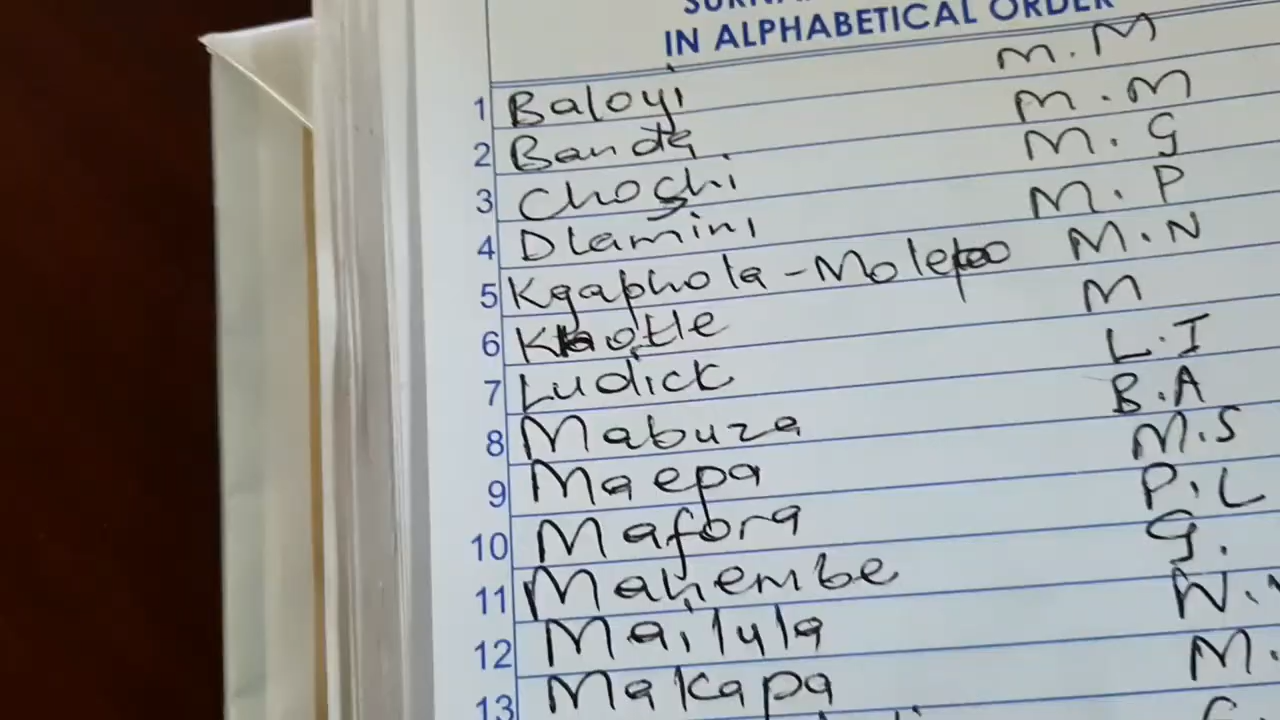 IN ALPHABETICAL ORDER
1 Baloyi M.M
2 Banda M.M
3 Choshi M.G
4 Dlamini M.P
5 Kgaphola-Molepo M.N
6 Khotle M
7 Ludick L.I
8 Mabuza B.A
9 Maepa M.S
10 Mafora P.L
11 Mahembe G.
12 Mailula N.
13 Makapa M.